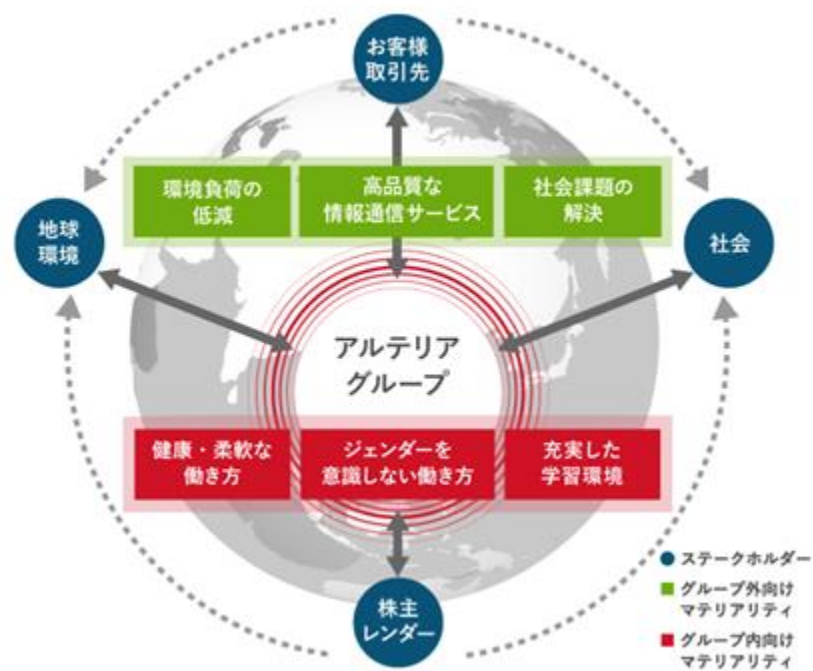 お客様
取引先
環境負荷の
低減
高品質な
情報通信サービス
社会課題の
解決
地球
環境
社会
アルテリア
グループ
健康・柔軟な
働き方
ジェンダーを
意識しない働き方
充実した
学習環境
株主
レンダー
ステークホルダー
グループ外向け
マテリアリティ
グループ内向け
マテリアリティ